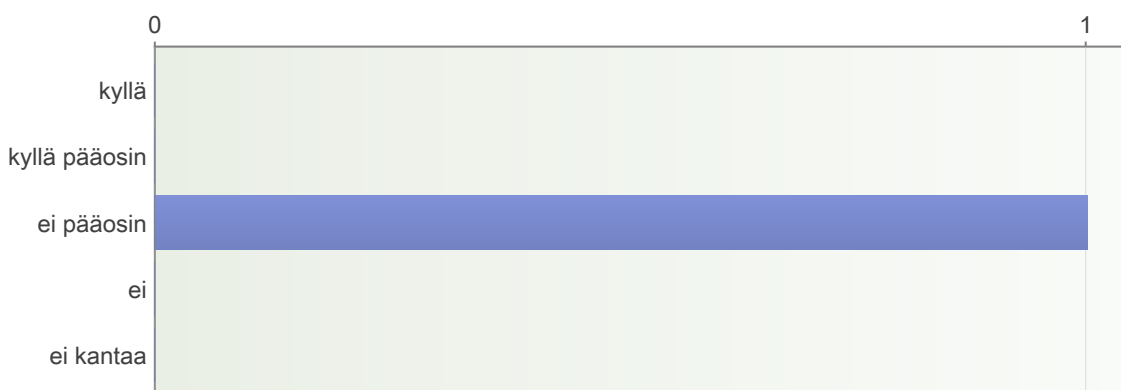 0 1
kyllä
kyllä pääosin
ei pääosin
ei
ei kantaa